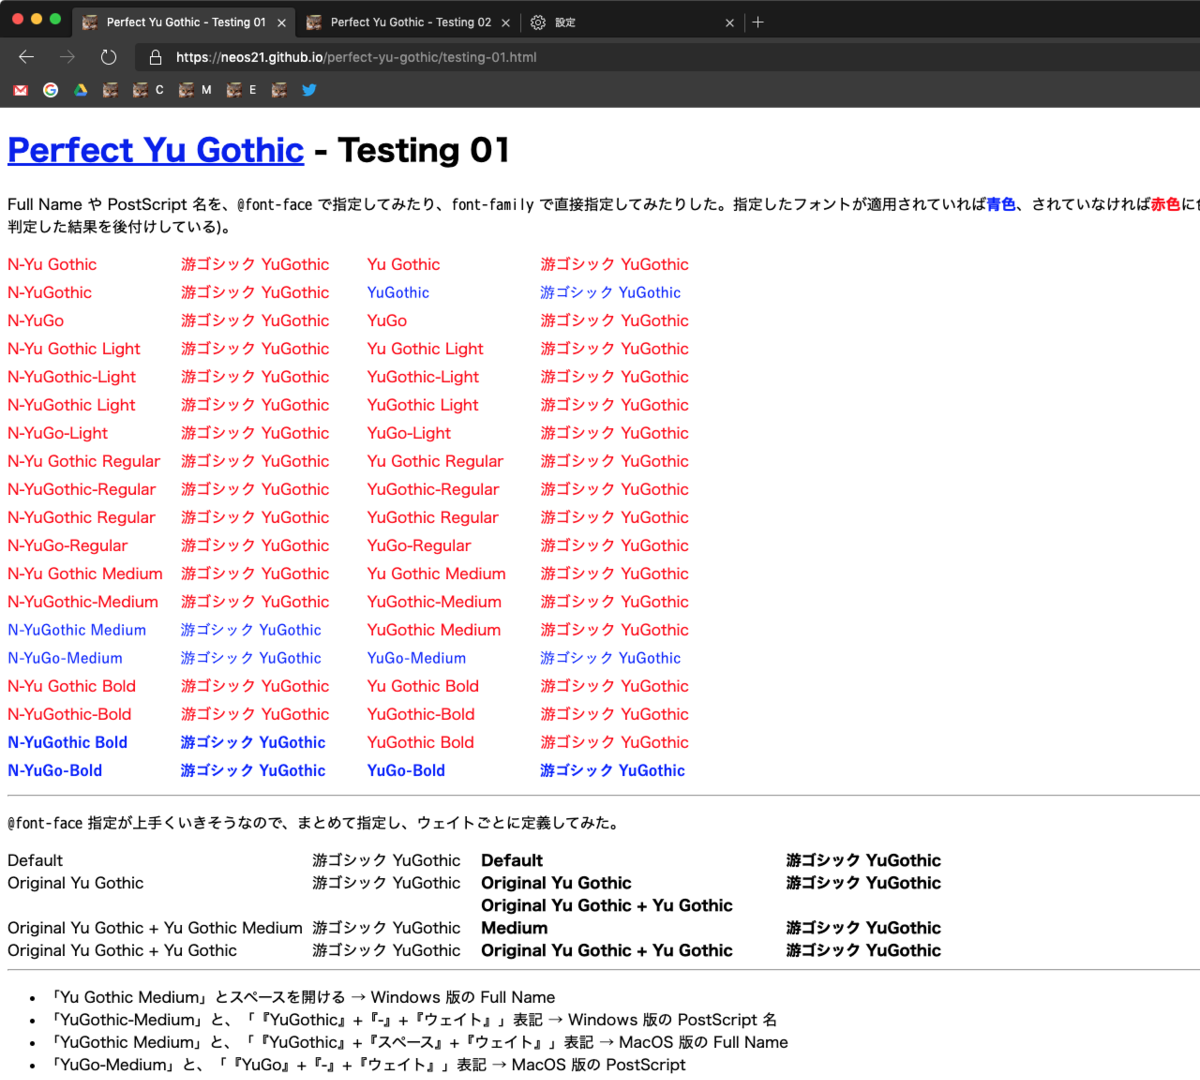 Perfect Yu Gothic - Testing 01 Perfect Yu Gothic - Testing 02 設定
https://neos21.github.io/perfect-yu-gothic/testing-01.html
C M E
Perfect Yu Gothic - Testing 01
Full Name や PostScript 名を、@font-face で指定してみたり、font-family で直接指定してみたりした。指定したフォントが適用されていれば青色、されていなければ赤色に
判定した結果を後付けしている)。
N-Yu Gothic 游ゴシック YuGothic Yu Gothic 游ゴシック YuGothic
N-YuGothic 游ゴシック YuGothic YuGothic 游ゴシック YuGothic
N-YuGo 游ゴシック YuGothic YuGo 游ゴシック YuGothic
N-Yu Gothic Light 游ゴシック YuGothic Yu Gothic Light 游ゴシック YuGothic
N-YuGothic-Light 游ゴシック YuGothic YuGothic-Light 游ゴシック YuGothic
N-YuGothic Light 游ゴシック YuGothic YuGothic Light 游ゴシック YuGothic
N-YuGo-Light 游ゴシック YuGothic YuGo-Light 游ゴシック YuGothic
N-Yu Gothic Regular 游ゴシック YuGothic Yu Gothic Regular 游ゴシック YuGothic
N-YuGothic-Regular 游ゴシック YuGothic YuGothic-Regular 游ゴシック YuGothic
N-YuGothic Regular 游ゴシック YuGothic YuGothic Regular 游ゴシック YuGothic
N-YuGo-Regular 游ゴシック YuGothic YuGo-Regular 游ゴシック YuGothic
N-Yu Gothic Medium 游ゴシック YuGothic Yu Gothic Medium 游ゴシック YuGothic
N-YuGothic-Medium 游ゴシック YuGothic YuGothic-Medium 游ゴシック YuGothic
N-YuGothic Medium 游ゴシック YuGothic YuGothic Medium 游ゴシック YuGothic
N-YuGo-Medium 游ゴシック YuGothic YuGo-Medium 游ゴシック YuGothic
N-Yu Gothic Bold 游ゴシック YuGothic Yu Gothic Bold 游ゴシック YuGothic
N-YuGothic-Bold 游ゴシック YuGothic YuGothic-Bold 游ゴシック YuGothic
N-YuGothic Bold 游ゴシック YuGothic YuGothic Bold 游ゴシック YuGothic
N-YuGo-Bold 游ゴシック YuGothic YuGo-Bold 游ゴシック YuGothic
@font-face 指定が上手くいきそうなので、まとめて指定し、ウェイトごとに定義してみた。
Default 游ゴシック YuGothic Default 游ゴシック YuGothic
Original Yu Gothic 游ゴシック YuGothic Original Yu Gothic 游ゴシック YuGothic
Original Yu Gothic + Yu Gothic
Original Yu Gothic + Yu Gothic Medium 游ゴシック YuGothic Medium 游ゴシック YuGothic
Original Yu Gothic + Yu Gothic 游ゴシック YuGothic Original Yu Gothic + Yu Gothic 游ゴシック YuGothic
• 「Yu Gothic Medium」とスペースを開ける → Windows 版の Full Name
• 「YuGothic-Medium」と、「『YuGothic』+『-』+『ウェイト』」表記 → Windows 版の PostScript 名
• 「YuGothic Medium」と、「『YuGothic』+『スペース』+『ウェイト』」表記 → MacOS 版の Full Name
• 「YuGo-Medium」と、「『YuGo』+『-』+『ウェイト』」表記 → MacOS 版の PostScript